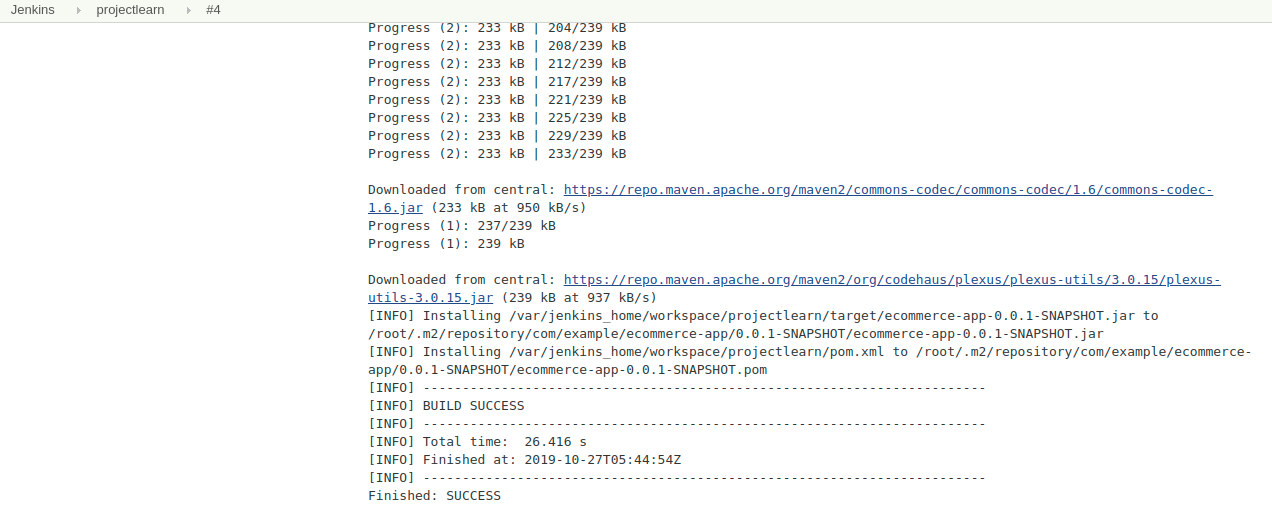 Jenkins projectlearn #4
Progress (2): 233 kB | 204/239 kB
Progress (2): 233 kB | 208/239 kB
Progress (2): 233 kB | 212/239 kB
Progress (2): 233 kB | 217/239 kB
Progress (2): 233 kB | 221/239 kB
Progress (2): 233 kB | 225/239 kB
Progress (2): 233 kB | 229/239 kB
Progress (2): 233 kB | 233/239 kB
Downloaded from central: https://repo.maven.apache.org/maven2/commons-codec/commons-codec/1.6/commons-codec-
1.6.jar (233 kB at 950 kB/s)
Progress (1): 237/239 kB
Progress (1): 239 kB
Downloaded from central: https://repo.maven.apache.org/maven2/org/codehaus/plexus/plexus-utils/3.0.15/plexus-
utils-3.0.15.jar (239 kB at 937 kB/s)
[INFO] Installing /var/jenkins_home/workspace/projectlearn/target/ecommerce-app-0.0.1-SNAPSHOT.jar to
/root/.m2/repository/com/example/ecommerce-app/0.0.1-SNAPSHOT/ecommerce-app-0.0.1-SNAPSHOT.jar
[INFO] Installing /var/jenkins_home/workspace/projectlearn/pom.xml to /root/.m2/repository/com/example/ecommerce-
app/0.0.1-SNAPSHOT/ecommerce-app-0.0.1-SNAPSHOT.pom
[INFO] ------------------------------------------------------------------------
[INFO] BUILD SUCCESS
[INFO] ------------------------------------------------------------------------
[INFO] Total time:  26.416 s
[INFO] Finished at: 2019-10-27T05:44:54Z
[INFO] ------------------------------------------------------------------------
Finished: SUCCESS